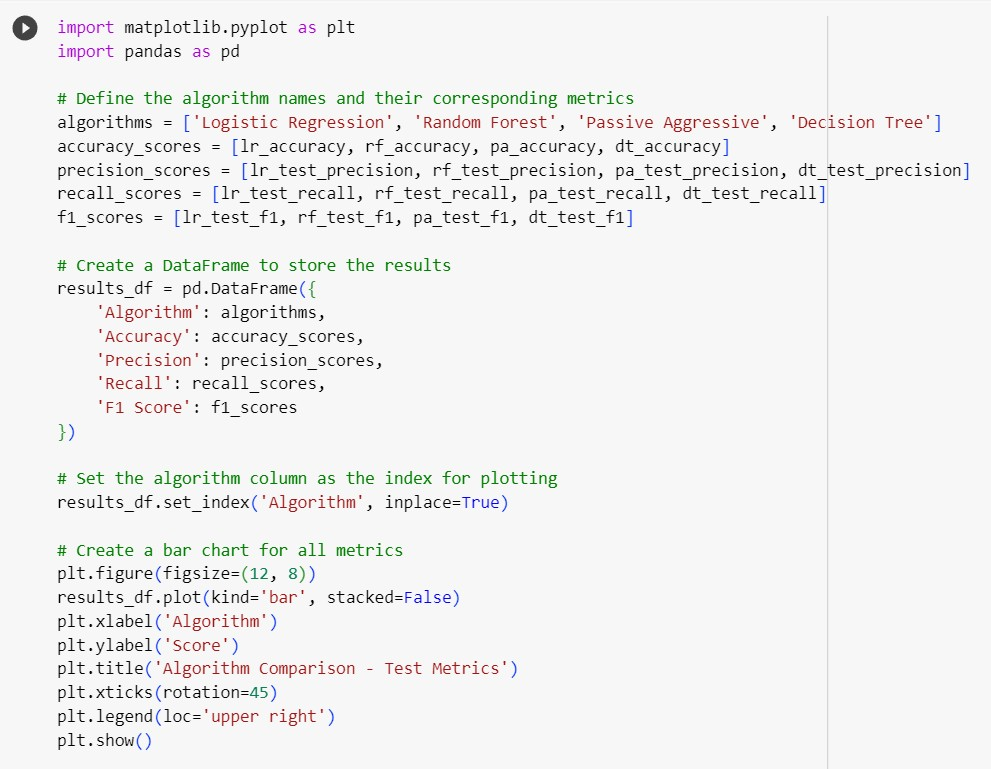 import matplotlib.pyplot as plt
import pandas as pd

# Define the algorithm names and their corresponding metrics
algorithms = ['Logistic Regression', 'Random Forest', 'Passive Aggressive', 'Decision Tree']
accuracy_scores = [lr_accuracy, rf_accuracy, pa_accuracy, dt_accuracy]
precision_scores = [lr_test_precision, rf_test_precision, pa_test_precision, dt_test_precision]
recall_scores = [lr_test_recall, rf_test_recall, pa_test_recall, dt_test_recall]
f1_scores = [lr_test_f1, rf_test_f1, pa_test_f1, dt_test_f1]

# Create a DataFrame to store the results
results_df = pd.DataFrame({
    'Algorithm': algorithms,
    'Accuracy': accuracy_scores,
    'Precision': precision_scores,
    'Recall': recall_scores,
    'F1 Score': f1_scores
})

# Set the algorithm column as the index for plotting
results_df.set_index('Algorithm', inplace=True)

# Create a bar chart for all metrics
plt.figure(figsize=(12, 8))
results_df.plot(kind='bar', stacked=False)
plt.xlabel('Algorithm')
plt.ylabel('Score')
plt.title('Algorithm Comparison - Test Metrics')
plt.xticks(rotation=45)
plt.legend(loc='upper right')
plt.show()